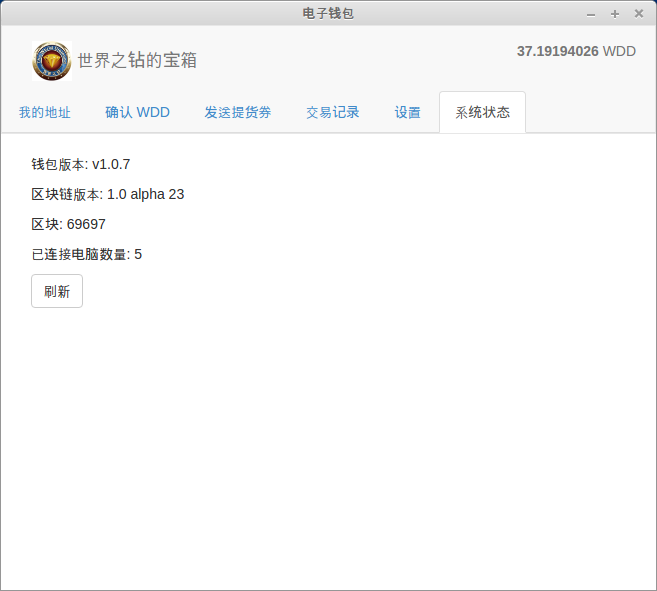 电子钱包
世界之钻的宝箱
37.19194026 WDD
我的地址 确认 WDD 发送提货券 交易记录 设置 系统状态
钱包版本: v1.0.7
区块链版本: 1.0 alpha 23
区块: 69697
已连接电脑数量: 5
刷新